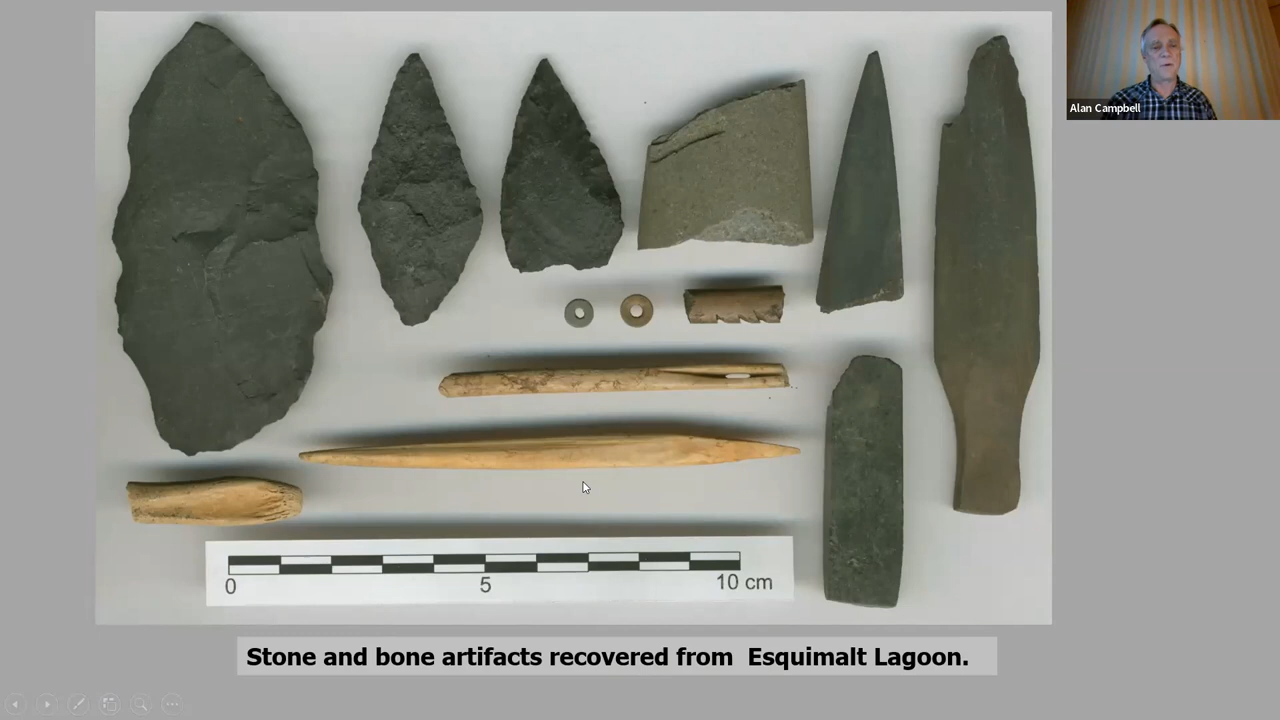 Alan Campbell
0 5 10 cm
Stone and bone artifacts recovered from Esquimalt Lagoon.